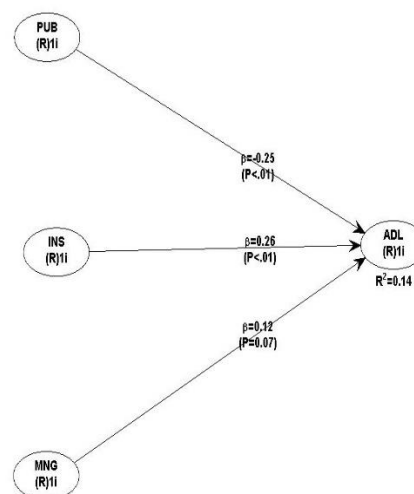 PUB
(R)1i
β=-0.25
(P<.01)
INS
(R)1i
β=0.26
(P<.01)
ADL
(R)1i
R²=0.14
β=0.12
(P=0.07)
MNG
(R)1i